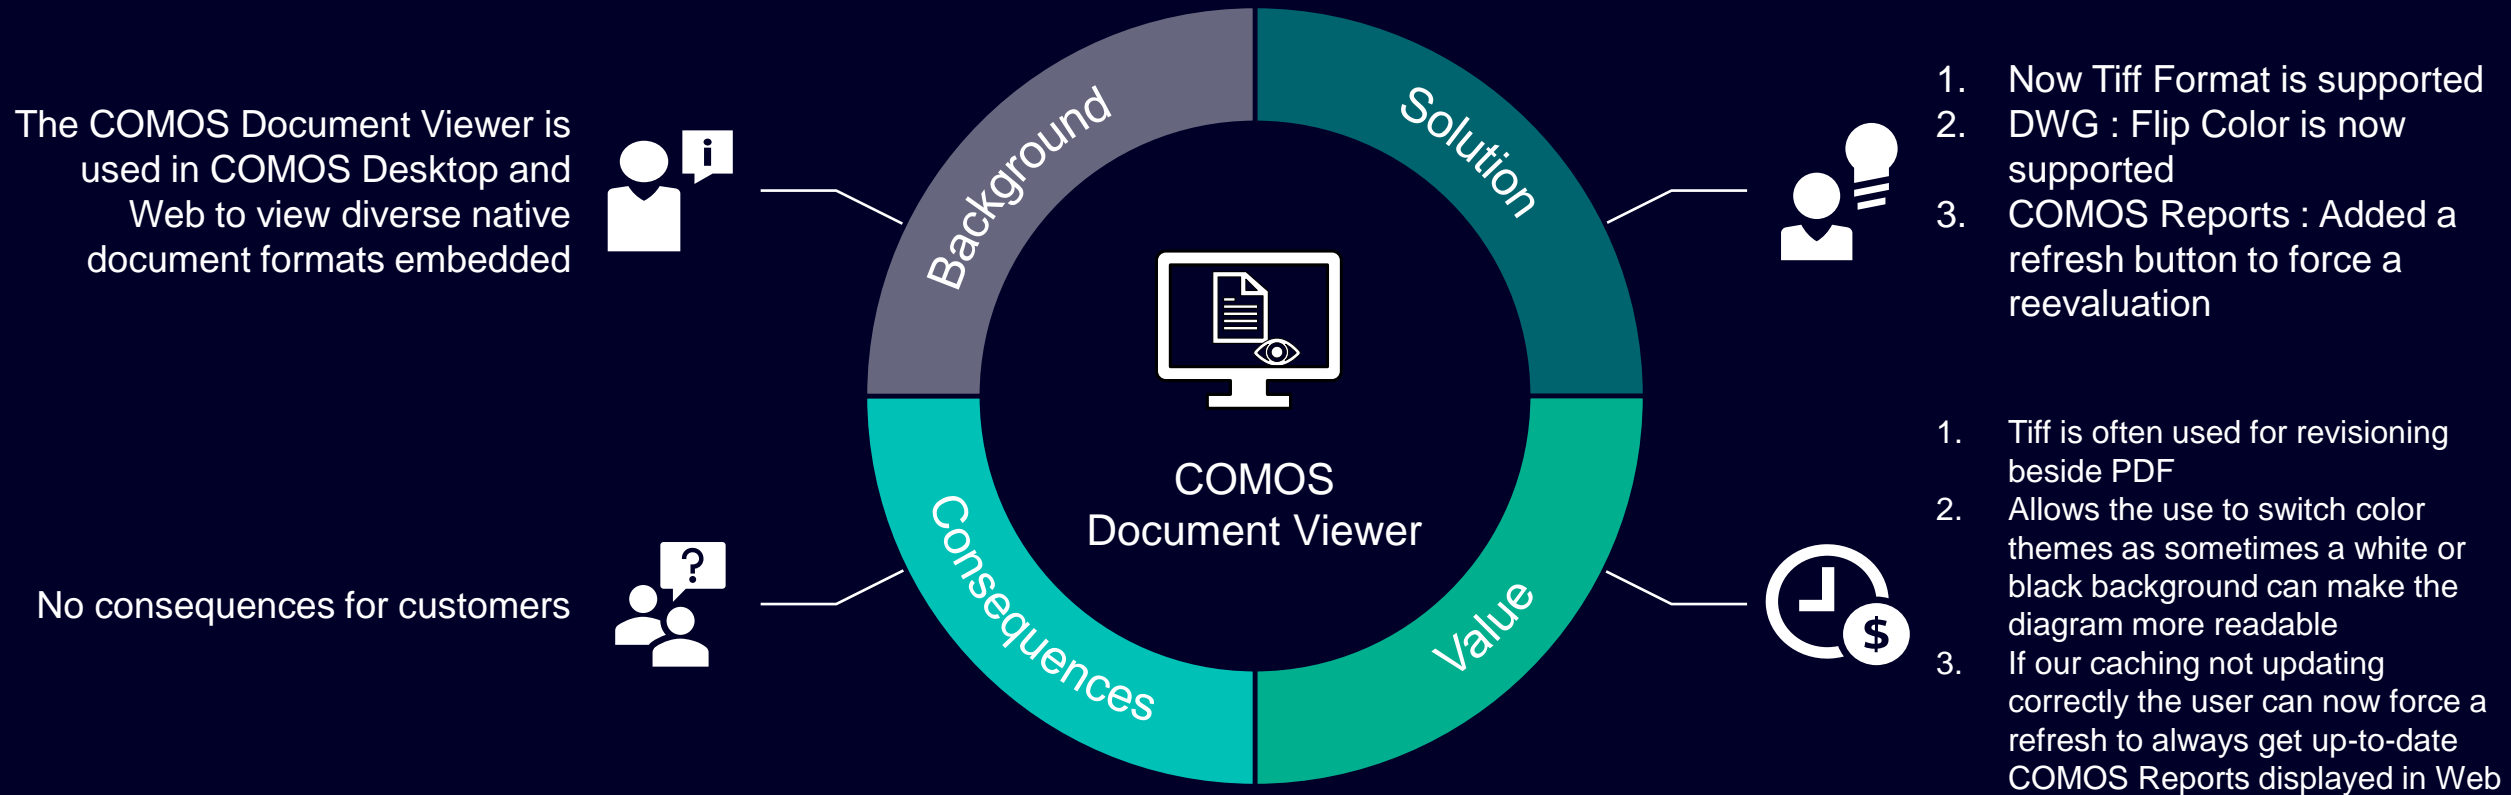 The COMOS Document Viewer is
used in COMOS Desktop and
Web to view diverse native
document formats embedded
i
Background
Solution
1. Now Tiff Format is supported
2. DWG : Flip Color is now
supported
3. COMOS Reports : Added a
refresh button to force a
reevaluation
COMOS
Document Viewer
No consequences for customers
?
Consequences
Value
$
1. Tiff is often used for revisioning
beside PDF
2. Allows the use to switch color
themes as sometimes a white or
black background can make the
diagram more readable
3. If our caching not updating
correctly the user can now force a
refresh to always get up-to-date
COMOS Reports displayed in Web